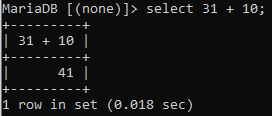 MariaDB [(none)]> select 31 + 10;
+---------+
| 31 + 10 |
+---------+
|      41 |
+---------+
1 row in set (0.018 sec)